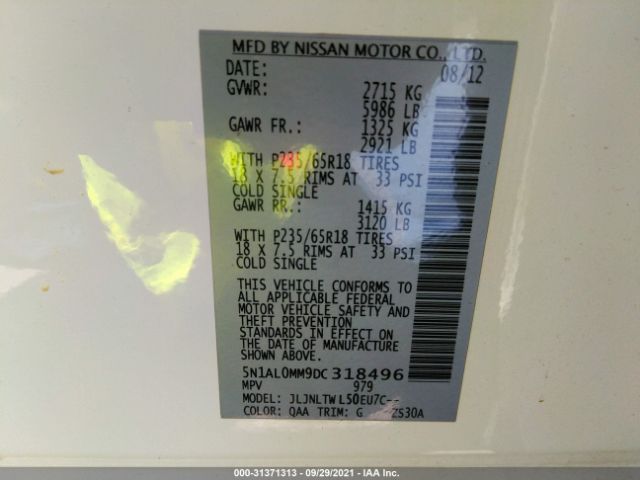 MFD BY NISSAN MOTOR CO., LTD.
DATE: 08/12
GVWR: 2715 KG
5986 LB
GAWR FR.: 1325 KG
2921 LB
WITH P235/65R18 TIRES
18 X 7.5 RIMS AT 33 PSI
COLD SINGLE
GAWR RR.: 1415 KG
3120 LB
WITH P235/65R18 TIRES
18 X 7.5 RIMS AT 33 PSI
COLD SINGLE
THIS VEHICLE CONFORMS TO
ALL APPLICABLE FEDERAL
MOTOR VEHICLE SAFETY AND
THEFT PREVENTION
STANDARDS IN EFFECT ON
THE DATE OF MANUFACTURE
SHOWN ABOVE.
5N1AL0MM9DC318496
MPV 979
MODEL: JLJNLTWL50EU7C--
COLOR: QAA TRIM: G ZS30A
000-31371313 - 09/29/2021 - IAA Inc.